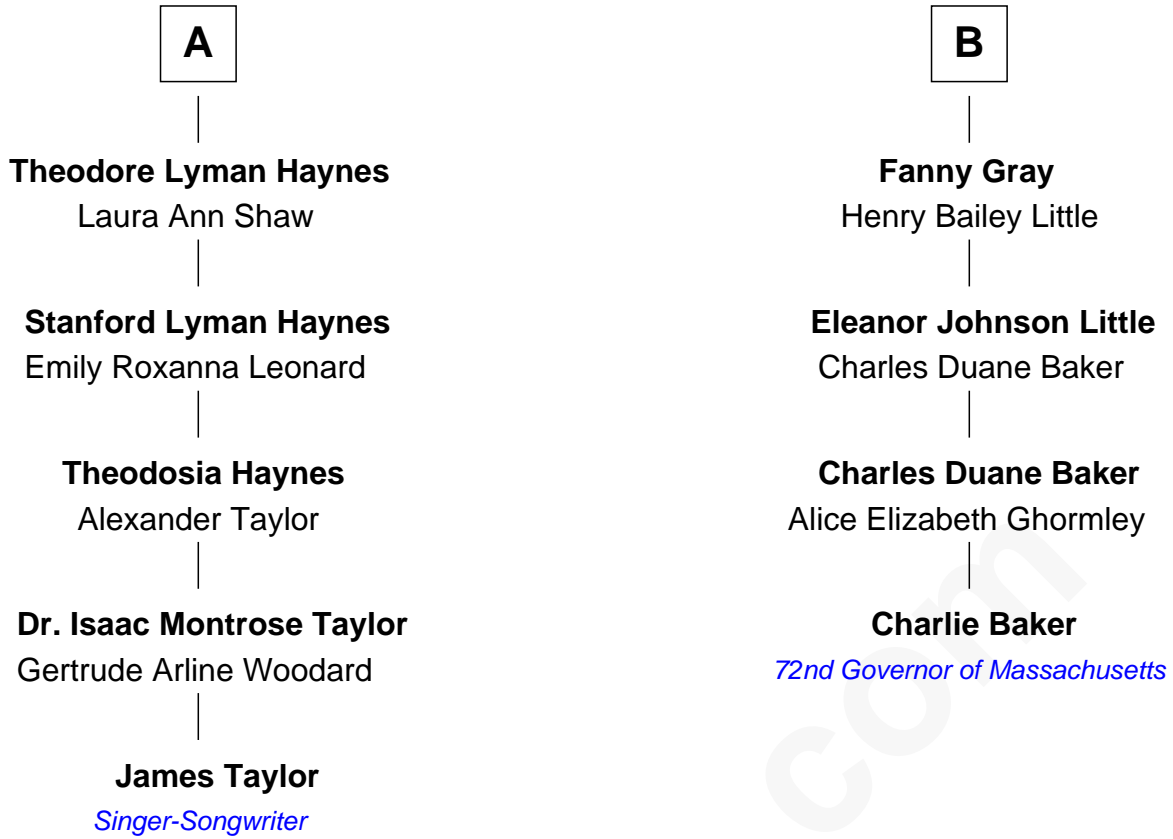 A
Theodore Lyman Haynes
Laura Ann Shaw
Stanford Lyman Haynes
Emily Roxanna Leonard
Theodosia Haynes
Alexander Taylor
Dr. Isaac Montrose Taylor
Gertrude Arline Woodard
James Taylor
Singer-Songwriter
B
Fanny Gray
Henry Bailey Little
Eleanor Johnson Little
Charles Duane Baker
Charles Duane Baker
Alice Elizabeth Ghormley
Charlie Baker
72nd Governor of Massachusetts
com